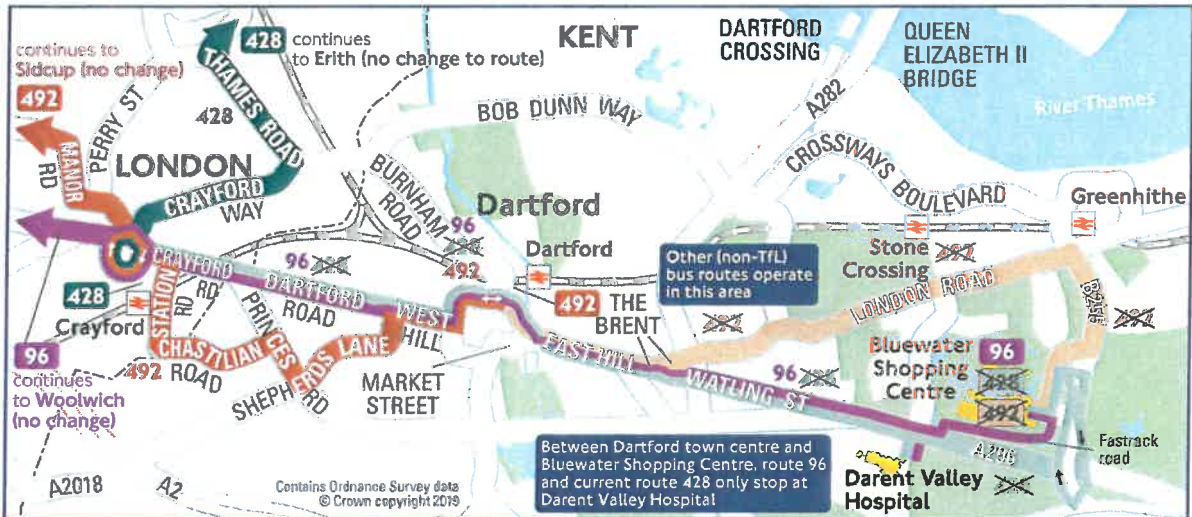 continues to
Sidcup (no change)
492
MANOR
RD
PERRY ST
428
continues
to Erith (no change to route)
428
THAMES ROAD
LONDON
CRAYFORD
WAY
KENT
BOB DUNN WAY
DARTFORD
CROSSING
A282
QUEEN
ELIZABETH II
BRIDGE
River Thames
CROSSWAYS
BOULEVARD
Greenhithe
BURNHAM
ROAD
Dartford
96
492
Dartford
492
THE
BRENT
Other (non-TfL)
bus routes operate
in this area
Stone
Crossing
492
LONDON ROAD
B255
CRAYFORD
RD
96
DARTFORD
ROAD
WEST
HILL
EAST HILL
96
WATLING ST
428
Crayford
STATION
RD
CHASTILIAN
ROAD
492
PRINCES
RD
SHEPHERDS LANE
MARKET
STREET
96
continues
to Woolwich
(no change)
Bluewater
Shopping
Centre
96
428
492
A296
Fastrack
road
Darent Valley
Hospital
Between Dartford town centre and
Bluewater Shopping Centre, route 96
and current route 428 only stop at
Darent Valley Hospital
A2018
A2
Contains Ordnance Survey data
© Crown copyright 2019